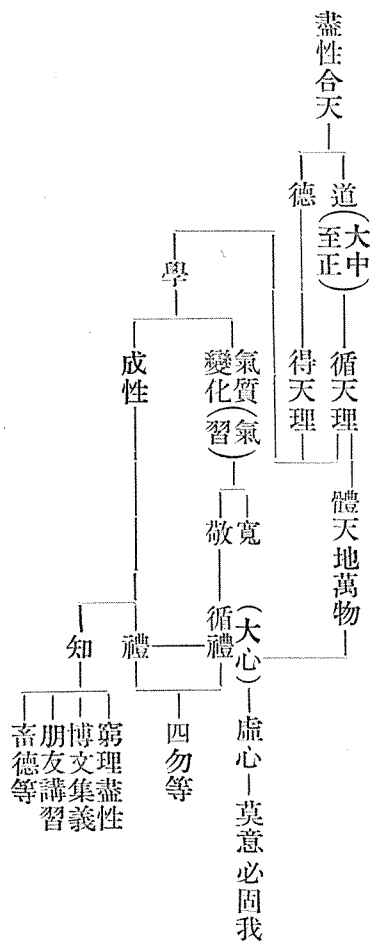 盡性合天
道(大中至正)
德
循天理
得天理
體天地萬物
(大心)
虛心
莫意必固我
學
氣質變化(習氣)
寬
敬
循禮
四勿等
成性
禮
知
窮理盡性
博文集義
朋友講習
畜德等